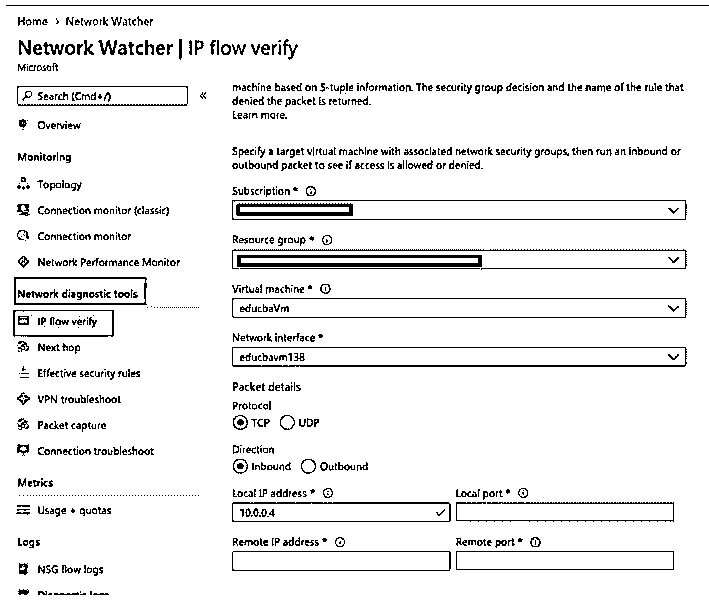 Home > Network Watcher
Network Watcher | IP flow verify
Microsoft
Search (Cmd+/)
«
Overview
Monitoring
Topology
Connection monitor (classic)
Connection monitor
Network Performance Monitor
Network diagnostic tools
IP flow verify
Next hop
Effective security rules
VPN troubleshoot
Packet capture
Connection troubleshoot
Metrics
Usage + quotas
Logs
NSG flow logs
Diagnostic logs
machine based on 5-tuple information. The security group decision and the name of the rule that
denied the packet is returned.
Learn more.
Specify a target virtual machine with associated network security groups, then run an inbound or
outbound packet to see if access is allowed or denied.
Subscription *
Resource group *
Virtual machine *
educbaVm
Network interface *
educbavm138
Packet details
Protocol
TCP UDP
Direction
Inbound Outbound
Local IP address * Local port *
10.0.0.4
Remote IP address * Remote port *